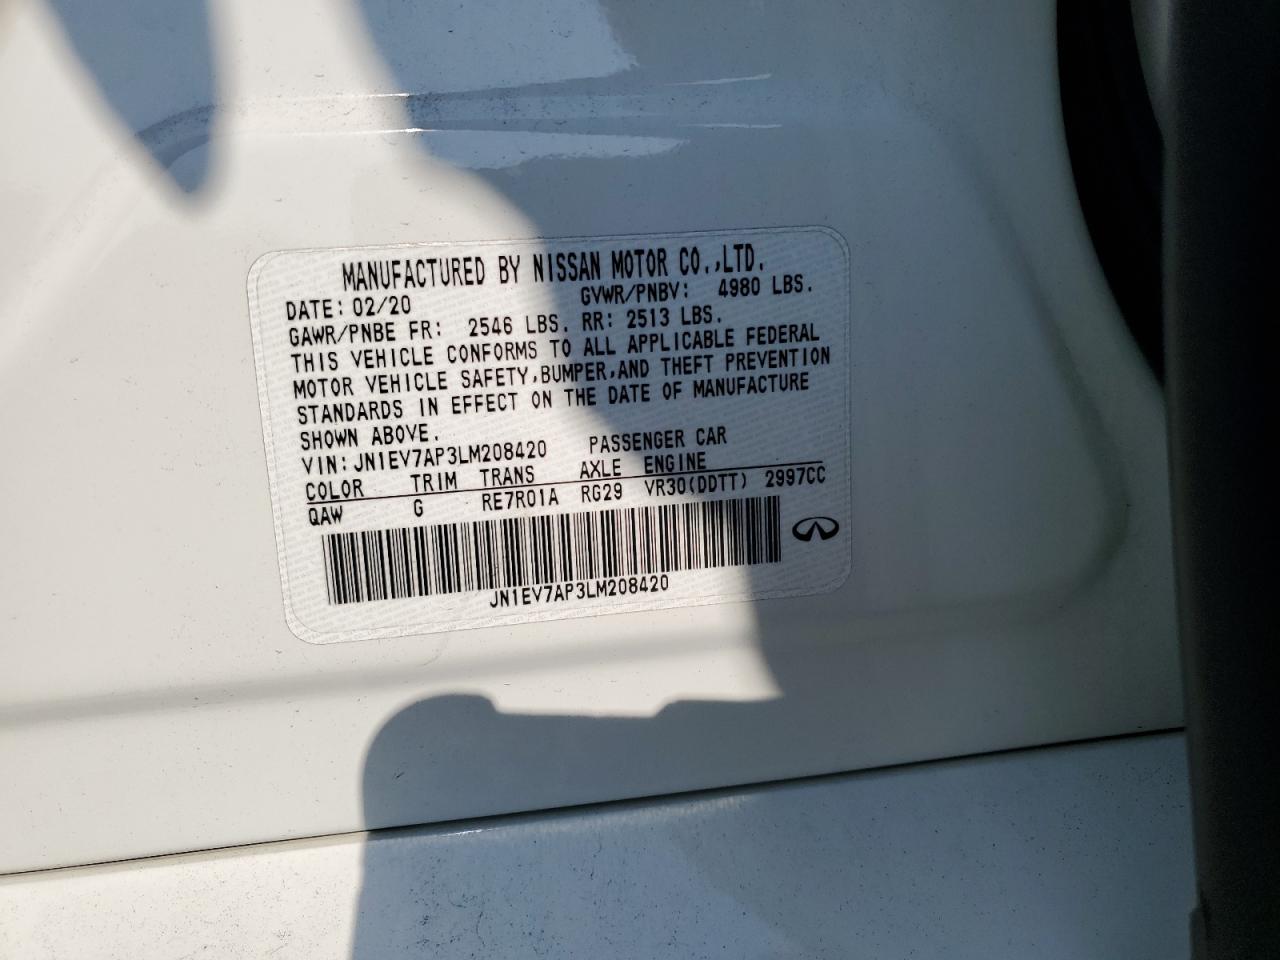 MANUFACTURED BY NISSAN MOTOR CO.,LTD.
DATE: 02/20 GVWR/PNBV: 4980 LBS.
GAWR/PNBE FR: 2546 LBS. RR: 2513 LBS.
THIS VEHICLE CONFORMS TO ALL APPLICABLE FEDERAL
MOTOR VEHICLE SAFETY,BUMPER,AND THEFT PREVENTION
STANDARDS IN EFFECT ON THE DATE OF MANUFACTURE
SHOWN ABOVE.
VIN:JN1EV7AP3LM208420 PASSENGER CAR
COLOR TRIM TRANS AXLE ENGINE
QAW G RE7R01A RG29 VR30(DDTT) 2997CC
JN1EV7AP3LM208420